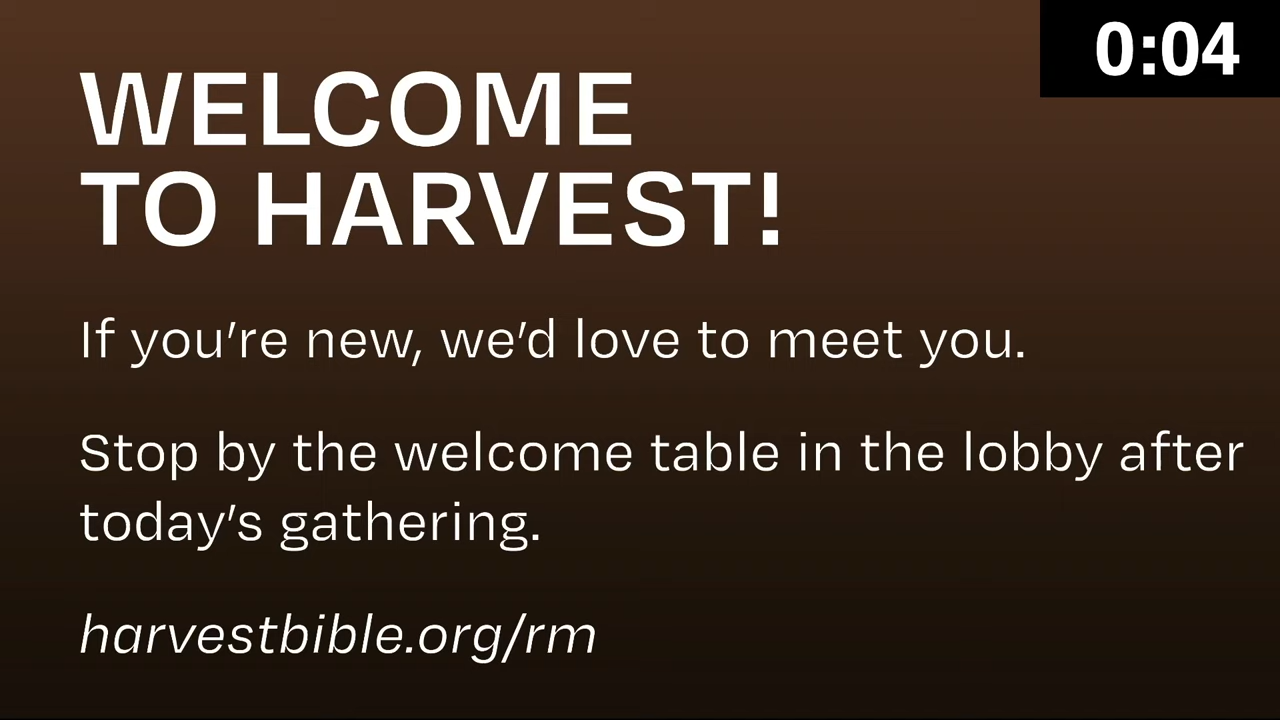 0:04
WELCOME
TO HARVEST!
If you’re new, we’d love to meet you.
Stop by the welcome table in the lobby after
today’s gathering.
harvestbible.org/rm